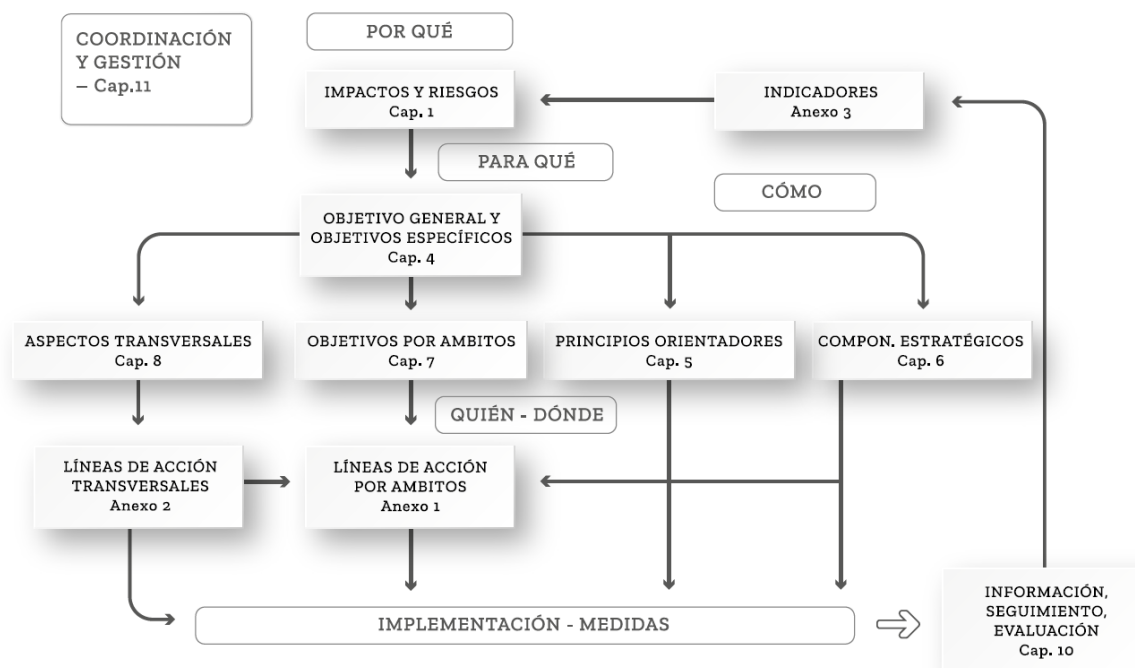 COORDINACIÓN
Y GESTIÓN
– Cap.11
POR QUÉ
IMPACTOS Y RIESGOS
Cap. 1
INDICADORES
Anexo 3
PARA QUÉ
CÓMO
OBJETIVO GENERAL Y
OBJETIVOS ESPECÍFICOS
Cap. 4
ASPECTOS TRANSVERSALES
Cap. 8
OBJETIVOS POR AMBITOS
Cap. 7
PRINCIPIOS ORIENTADORES
Cap. 5
COMPON. ESTRATÉGICOS
Cap. 6
QUIÉN - DÓNDE
LÍNEAS DE ACCIÓN
TRANSVERSALES
Anexo 2
LÍNEAS DE ACCIÓN
POR AMBITOS
Anexo 1
IMPLEMENTACIÓN - MEDIDAS
INFORMACIÓN,
SEGUIMIENTO,
EVALUACIÓN
Cap. 10